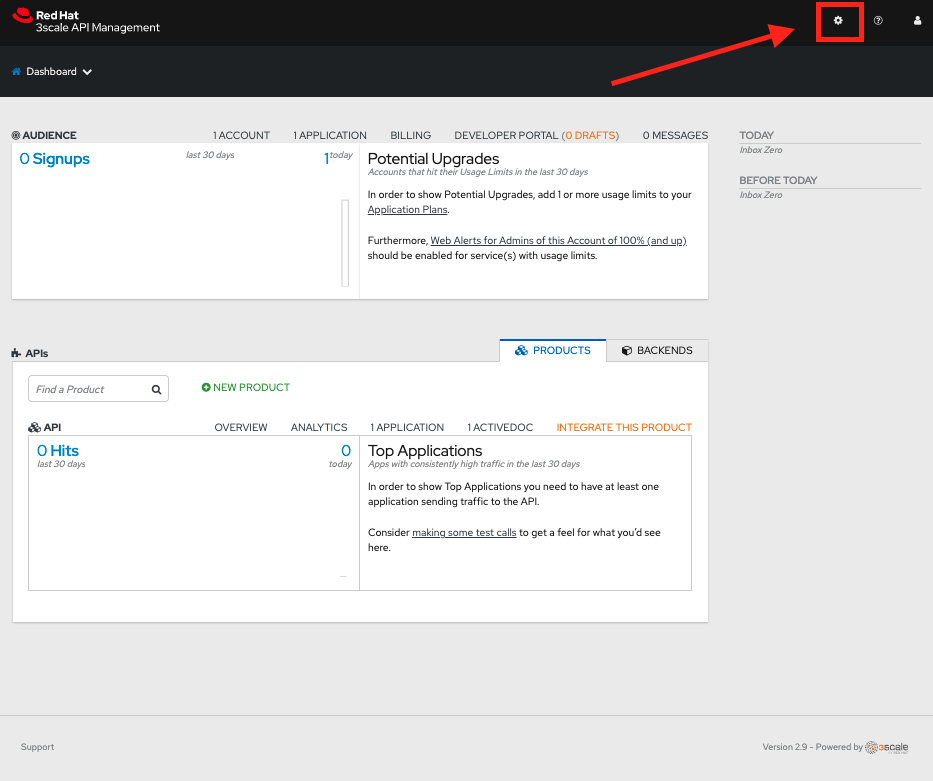 Red Hat
3scale API Management
Dashboard
AUDIENCE
1 ACCOUNT
1 APPLICATION
BILLING
DEVELOPER PORTAL (0 DRAFTS)
0 MESSAGES
0 Signups
last 30 days
1 today
Potential Upgrades
Accounts that hit their Usage Limits in the last 30 days
In order to show Potential Upgrades, add 1 or more usage limits to your
Application Plans.
Furthermore, Web Alerts for Admins of this Account of 100% (and up)
should be enabled for service(s) with usage limits.
TODAY
Inbox Zero
BEFORE TODAY
Inbox Zero
APIs
PRODUCTS
BACKENDS
Find a Product
NEW PRODUCT
API
OVERVIEW
ANALYTICS
1 APPLICATION
1 ACTIVEDOC
INTEGRATE THIS PRODUCT
0 Hits
last 30 days
0
today
Top Applications
Apps with consistently high traffic in the last 30 days
In order to show Top Applications you need to have at least one
application sending traffic to the API.
Consider making some test calls to get a feel for what you'd see
here.
Support
Version 2.9 - Powered by 3scale